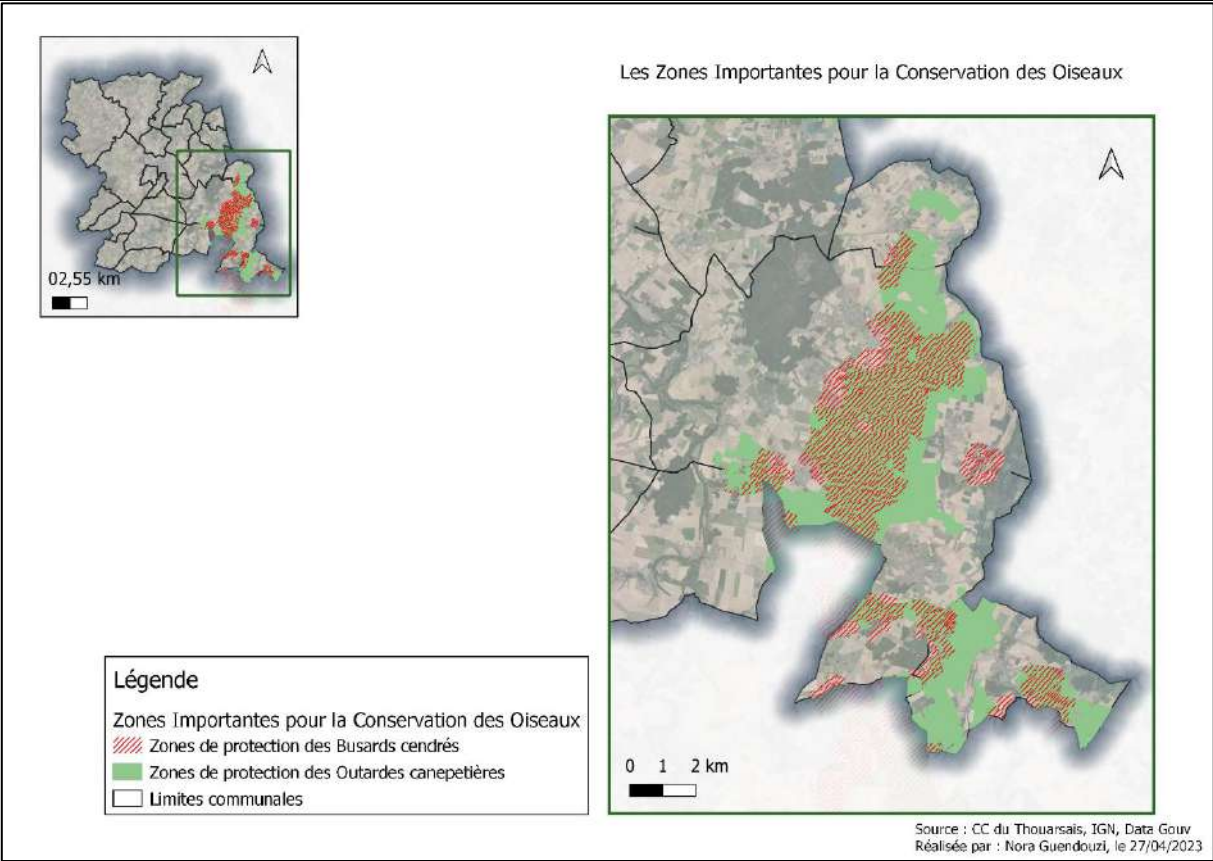 Les Zones Importantes pour la Conservation des Oiseaux
02,55 km
Légende
Zones Importantes pour la Conservation des Oiseaux
Zones de protection des Busards cendrés
Zones de protection des Outardes canepetières
Limites communales
0 1 2 km
Source : CC du Thouarsais, IGN, Data Gouv
Réalisée par : Nora Guendouzi, le 27/04/2023